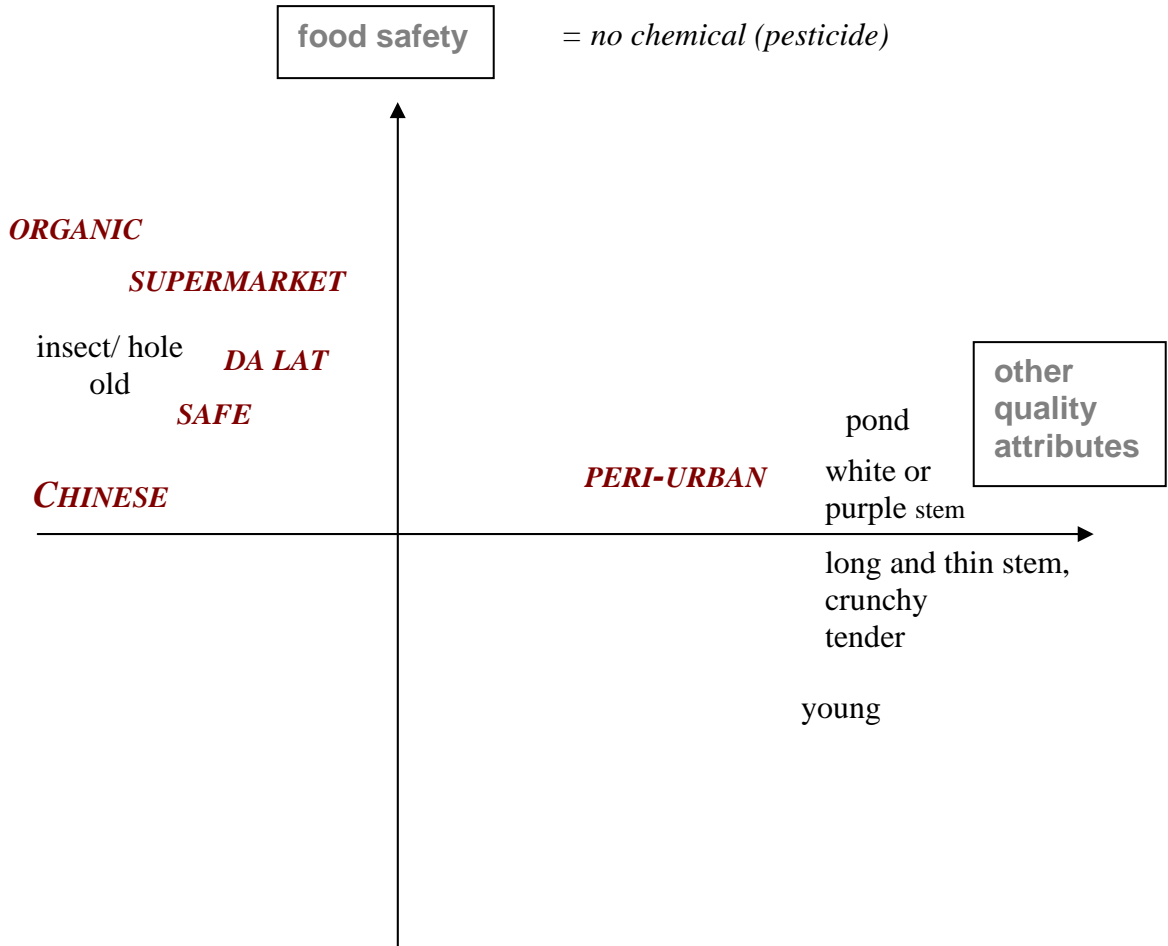 food safety
= no chemical (pesticide)
ORGANIC
SUPERMARKET
insect/ hole
old
DA LAT
SAFE
CHINESE
PERI-URBAN
pond
white or
purple stem
other
quality
attributes
long and thin stem,
crunchy
tender
young